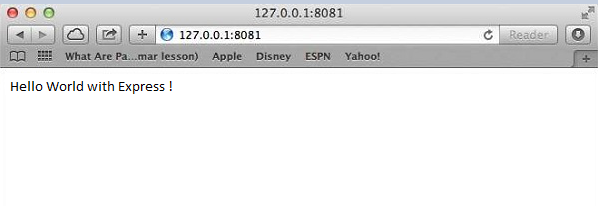 127.0.0.1:8081
127.0.0.1:8081 Reader
What Are Pa...mar lesson) Apple Disney ESPN Yahoo!
Hello World with Express !